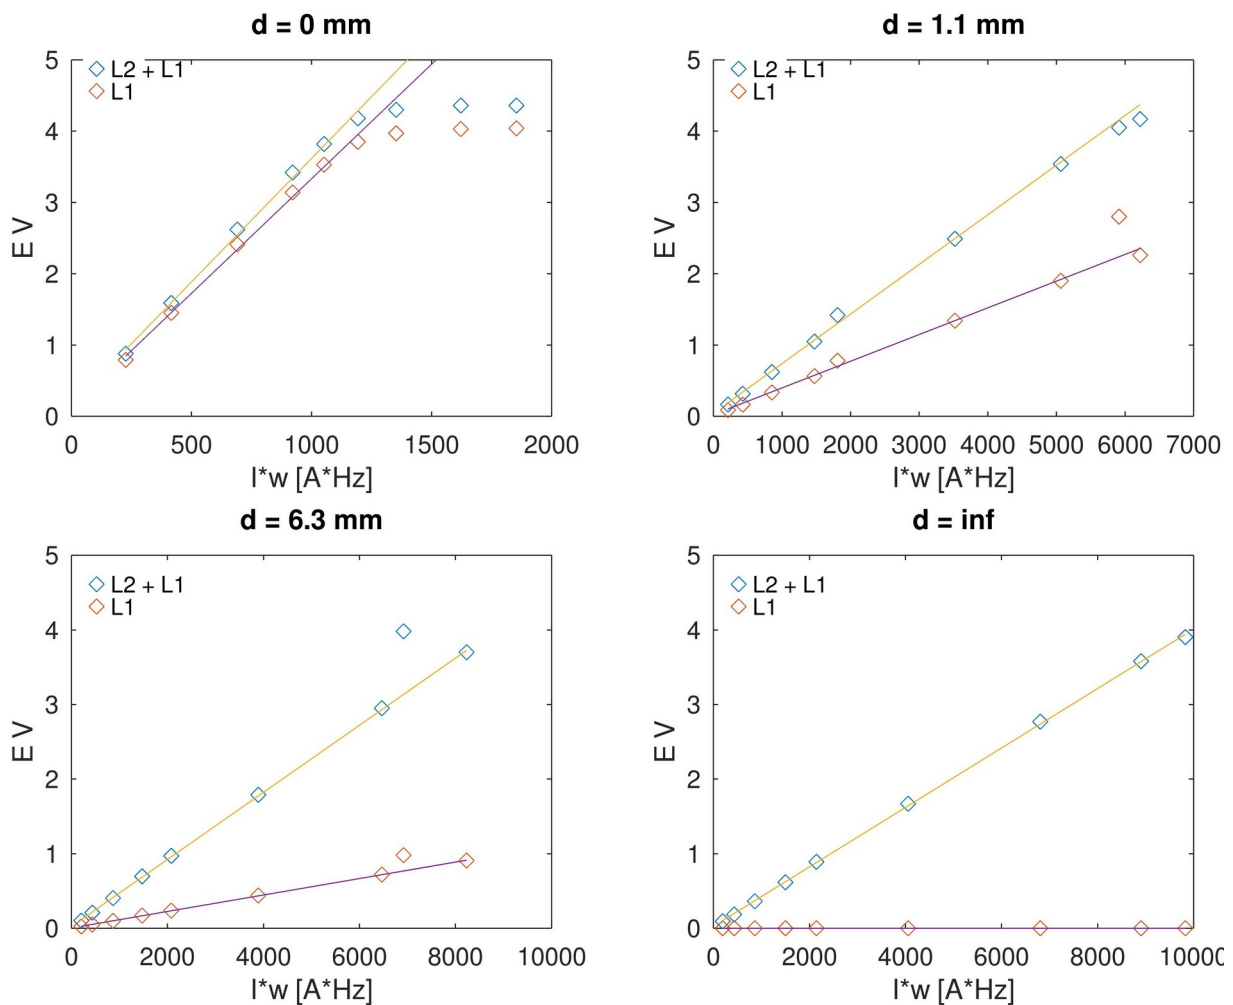 d = 0 mm
L2 + L1
L1
5
4
3
2
1
0
E V
0 500 1000 1500 2000
I*w [A*Hz]
d = 1.1 mm
L2 + L1
L1
5
4
3
2
1
0
E V
0 1000 2000 3000 4000 5000 6000 7000
I*w [A*Hz]
d = 6.3 mm
L2 + L1
L1
5
4
3
2
1
0
E V
0 2000 4000 6000 8000 10000
I*w [A*Hz]
d = inf
L2 + L1
L1
5
4
3
2
1
0
E V
0 2000 4000 6000 8000 10000
I*w [A*Hz]